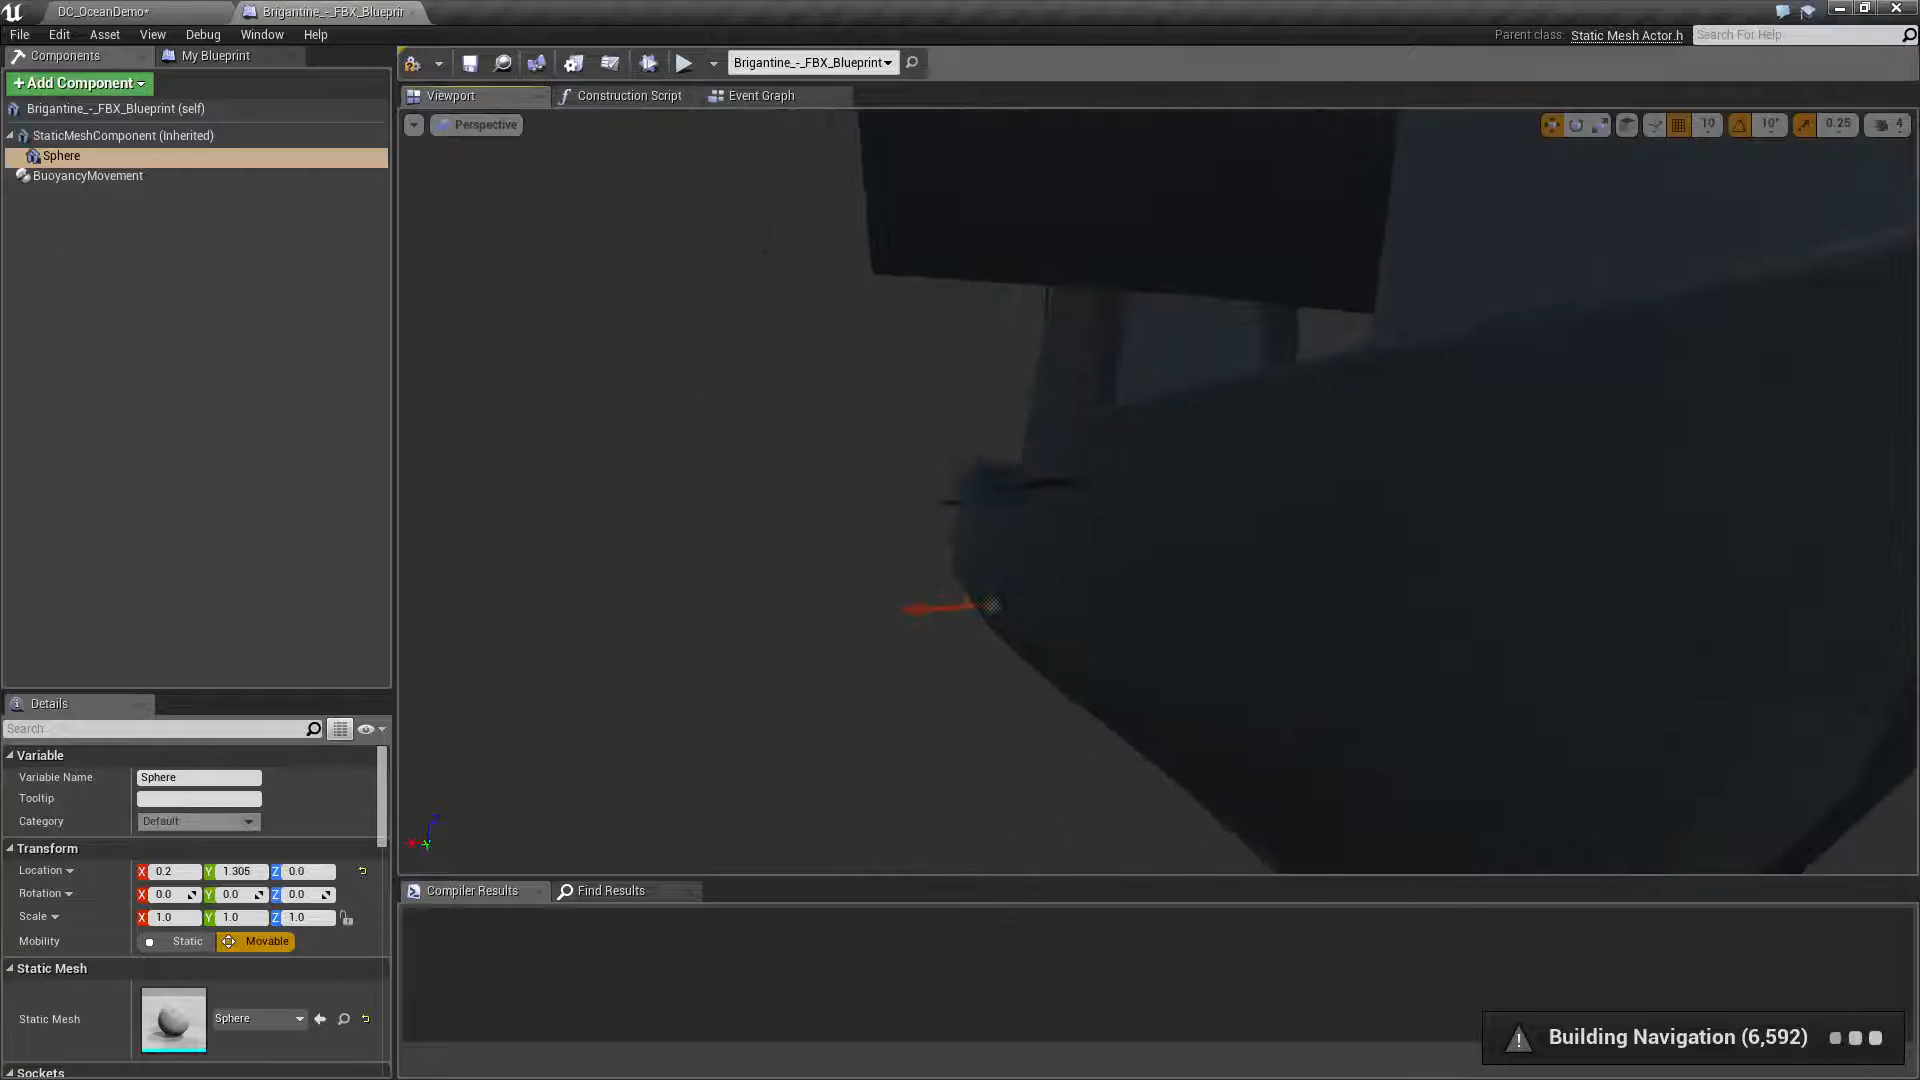 DC_OceanDemo*
Brigantine_-_FBX_Blueprir
File Edit Asset View Debug Window Help
Parent class: Static Mesh Actor.h
Search For Help
Components
My Blueprint
+Add Component
Brigantine_-_FBX_Blueprint (self)
StaticMeshComponent (Inherited)
Sphere
BuoyancyMovement
Brigantine_-_FBX_Blueprint
Viewport
Construction Script
Event Graph
Perspective
10 10° 0.25 4
Z
Details
Search
Variable
Variable Name Sphere
Tooltip
Category Default
Transform
Location X 0.2 Y 1.305 Z 0.0
Rotation X 0.0 Y 0.0 Z 0.0
Scale X 1.0 Y 1.0 Z 1.0
Mobility Static Movable
Static Mesh
Static Mesh Sphere
Sockets
Compiler Results
Find Results
Building Navigation (6,592)